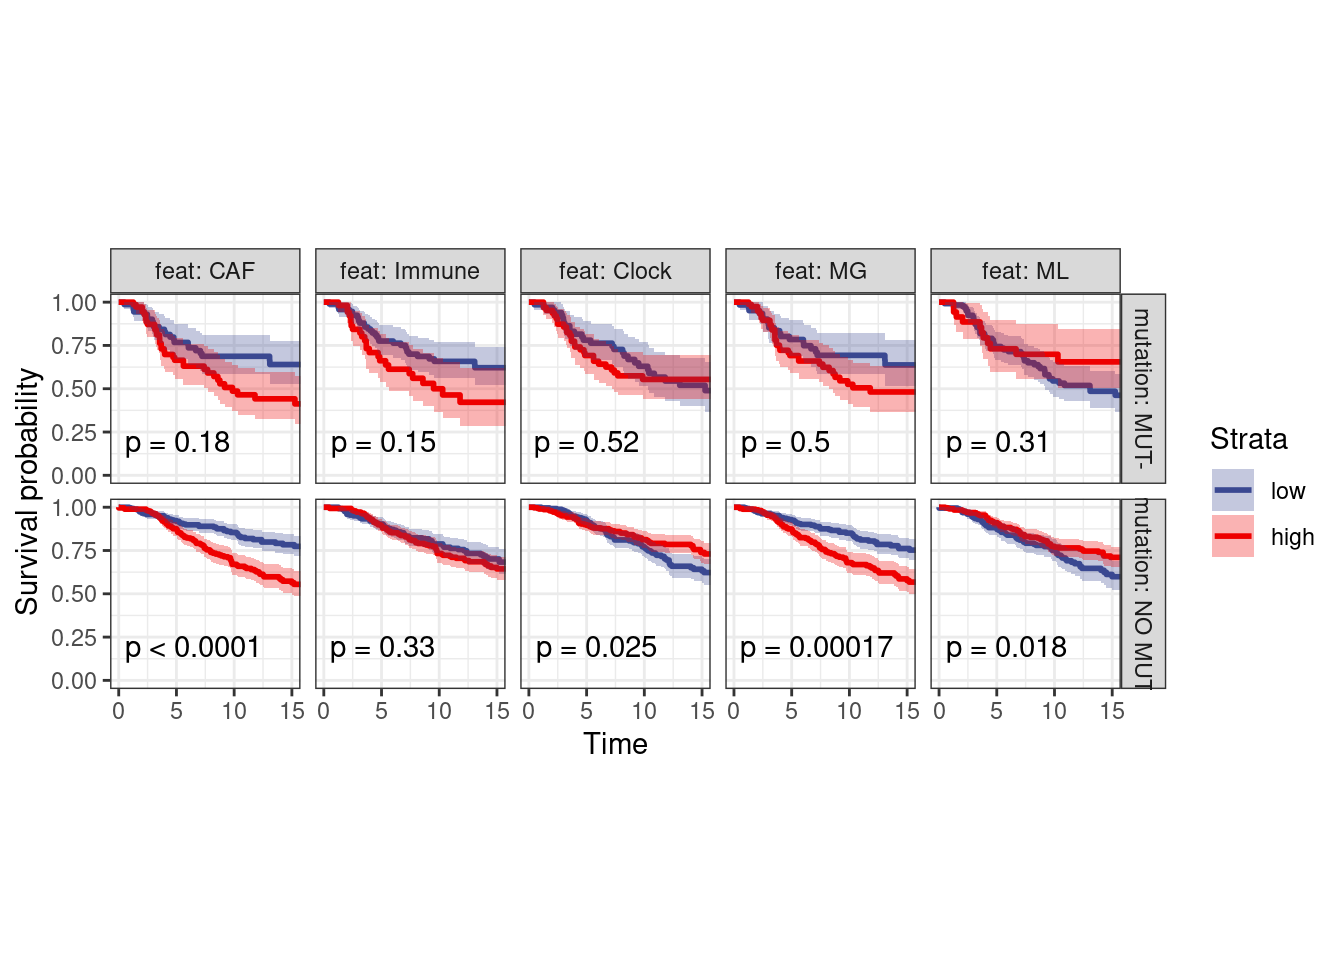 feat: CAF feat: Immune feat: Clock feat: MG feat: ML
Survival probability
1.00
0.75
0.50
0.25
0.00
p = 0.18 p = 0.15 p = 0.52 p = 0.5 p = 0.31
mutation: MUT-
1.00
0.75
0.50
0.25
0.00
p < 0.0001 p = 0.33 p = 0.025 p = 0.00017 p = 0.018
mutation: NO MUT
0 5 10 15 0 5 10 15 0 5 10 15 0 5 10 15 0 5 10 15
Time
Strata
low
high